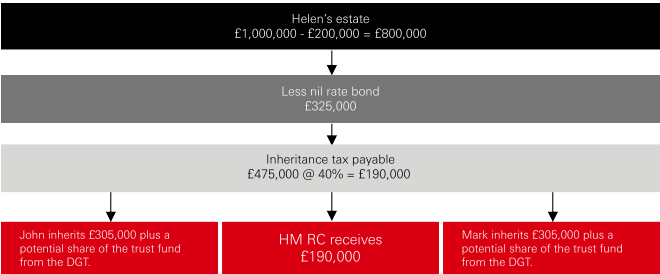 Helen's estate
£1,000,000 - £200,000 = £800,000
Less nil rate bond
£325,000
Inheritance tax payable
£475,000 @ 40% = £190,000
John inherits £305,000 plus a
potential share of the trust fund
from the DGT.
HM RC receives
£190,000
Mark inherits £305,000 plus a
potential share of the trust fund
from the DGT.